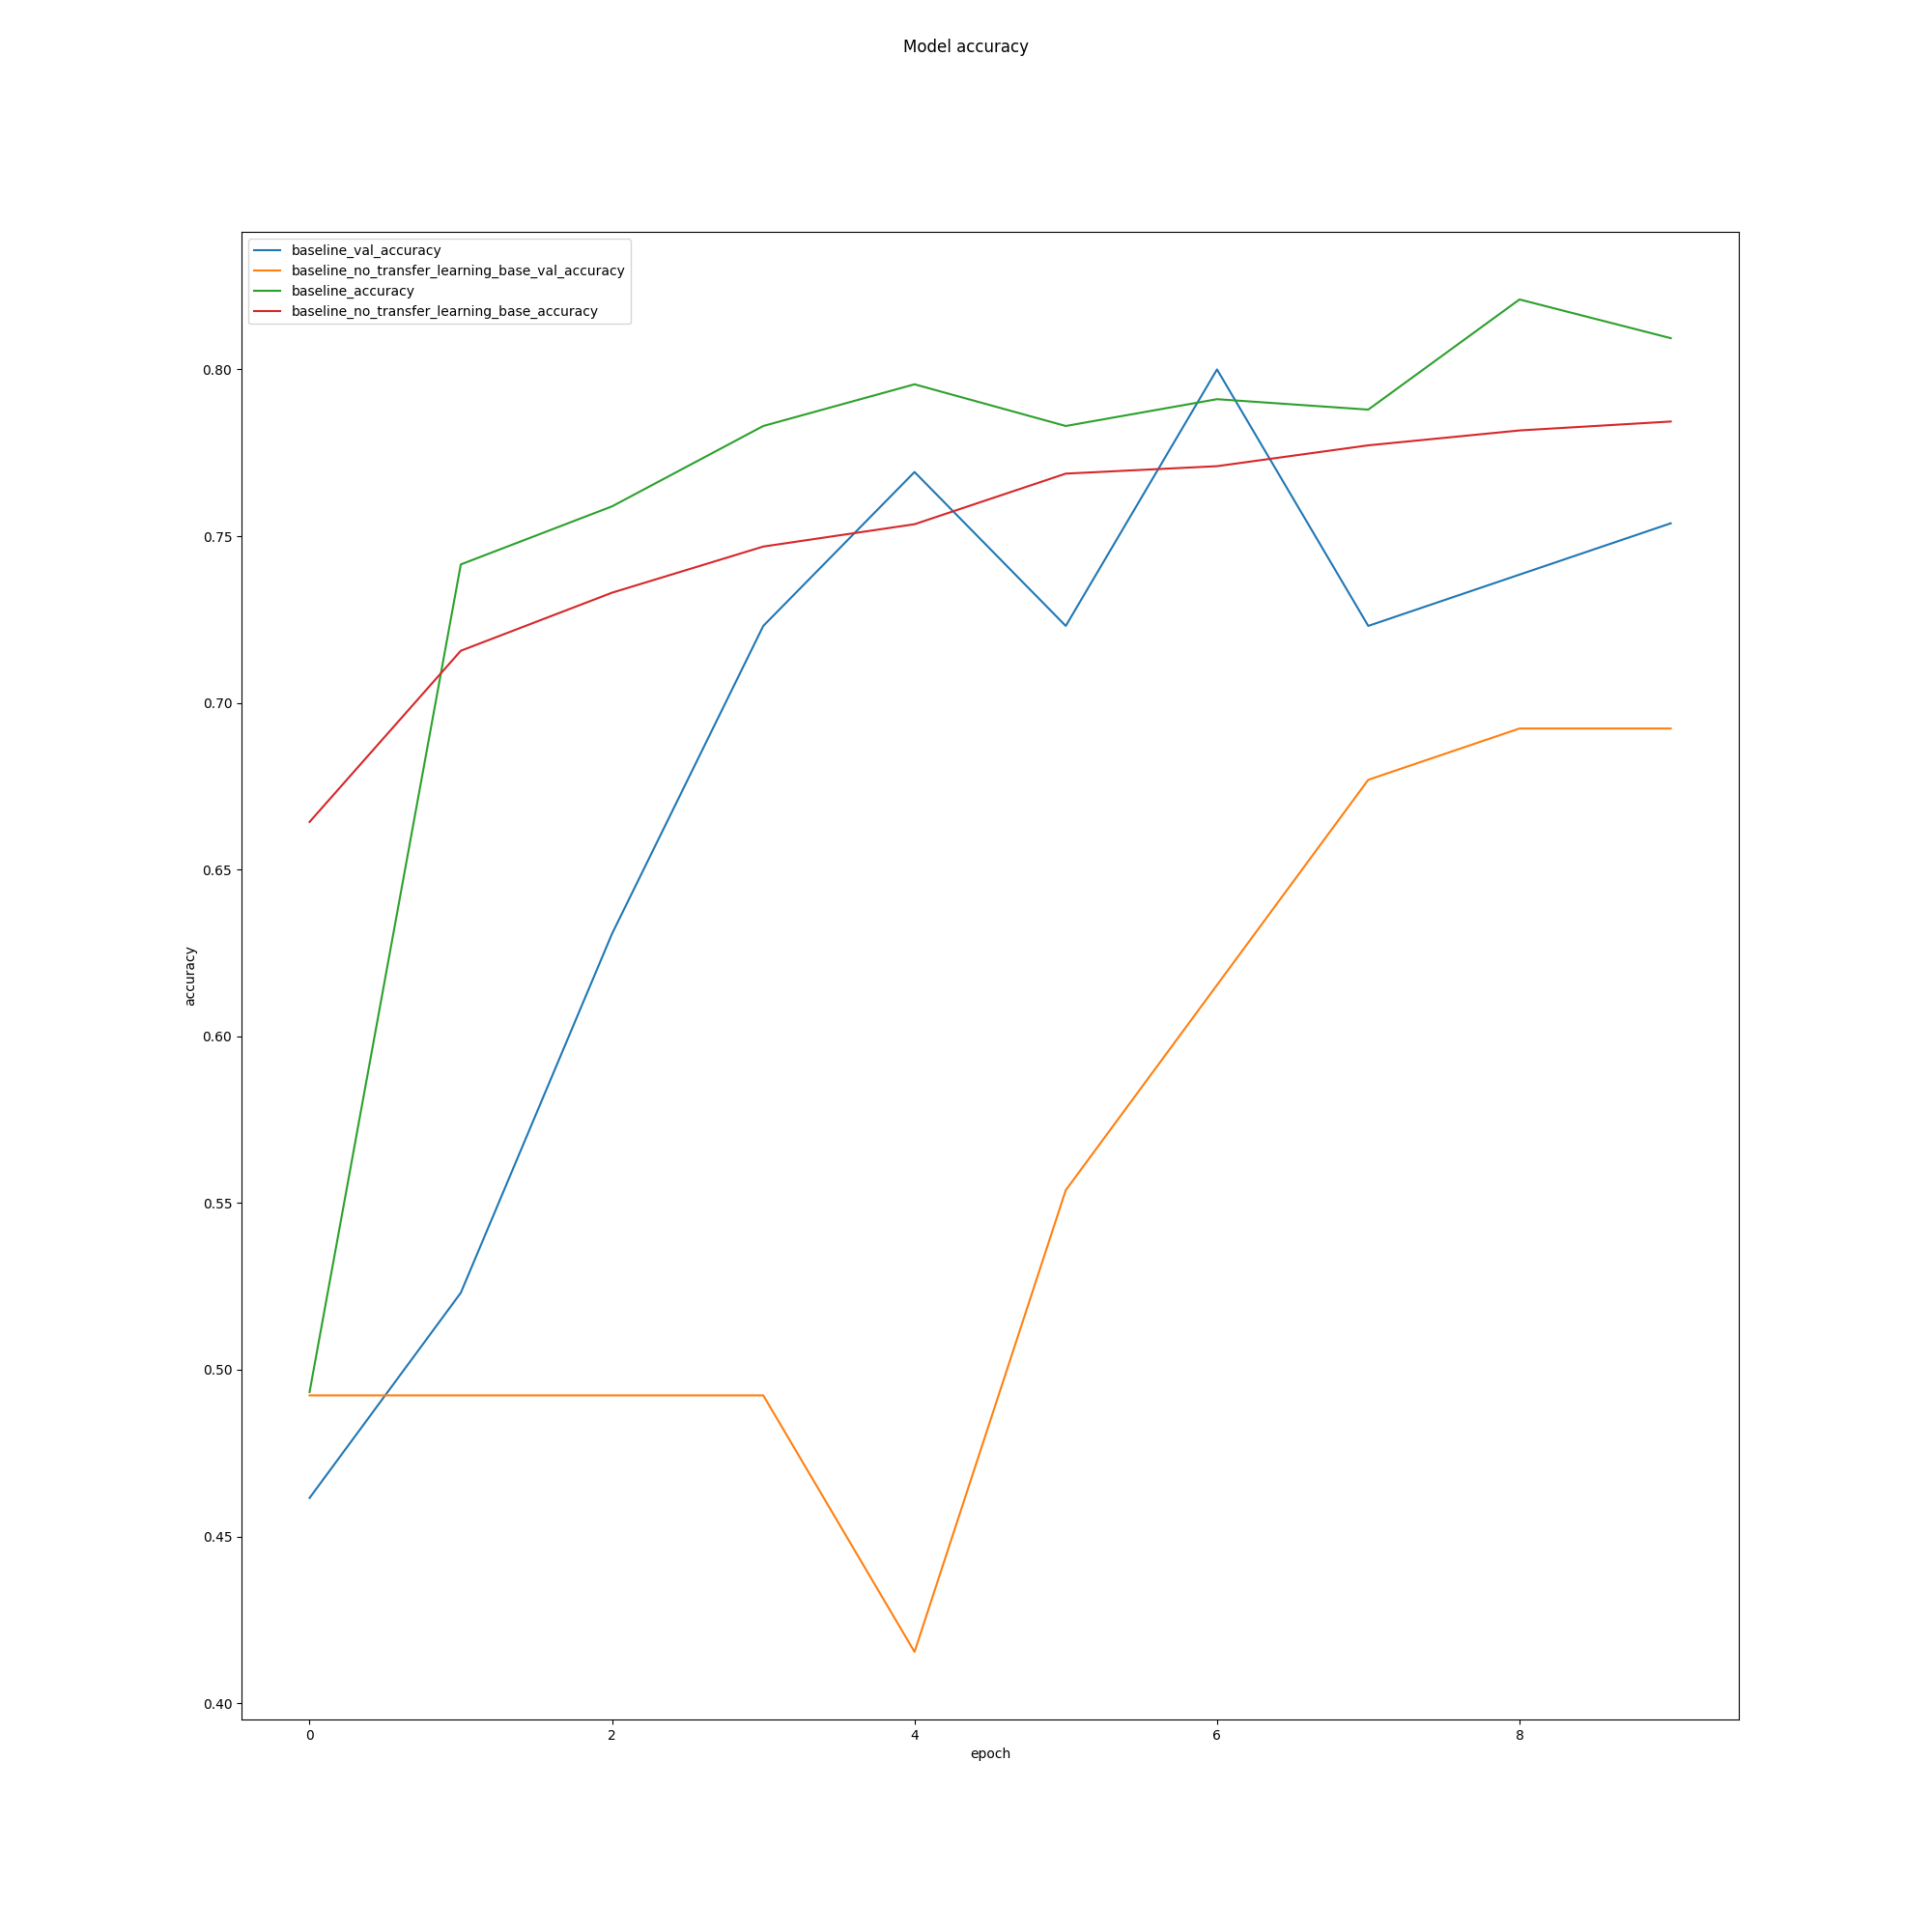 Model accuracy
baseline_val_accuracy
baseline_no_transfer_learning_base_val_accuracy
baseline_accuracy
baseline_no_transfer_learning_base_accuracy
0.80
0.75
0.70
0.65
0.60
0.55
0.50
0.45
0.40
accuracy
0 2 4 6 8
epoch